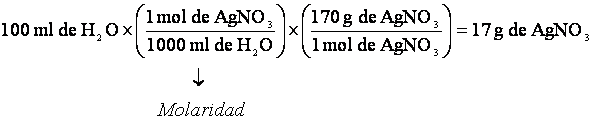 100 ml de H₂O × (1 mol de AgNO₃ / 1000 ml de H₂O) × (170 g de AgNO₃ / 1 mol de AgNO₃) = 17 g de AgNO₃
↓
Molaridad